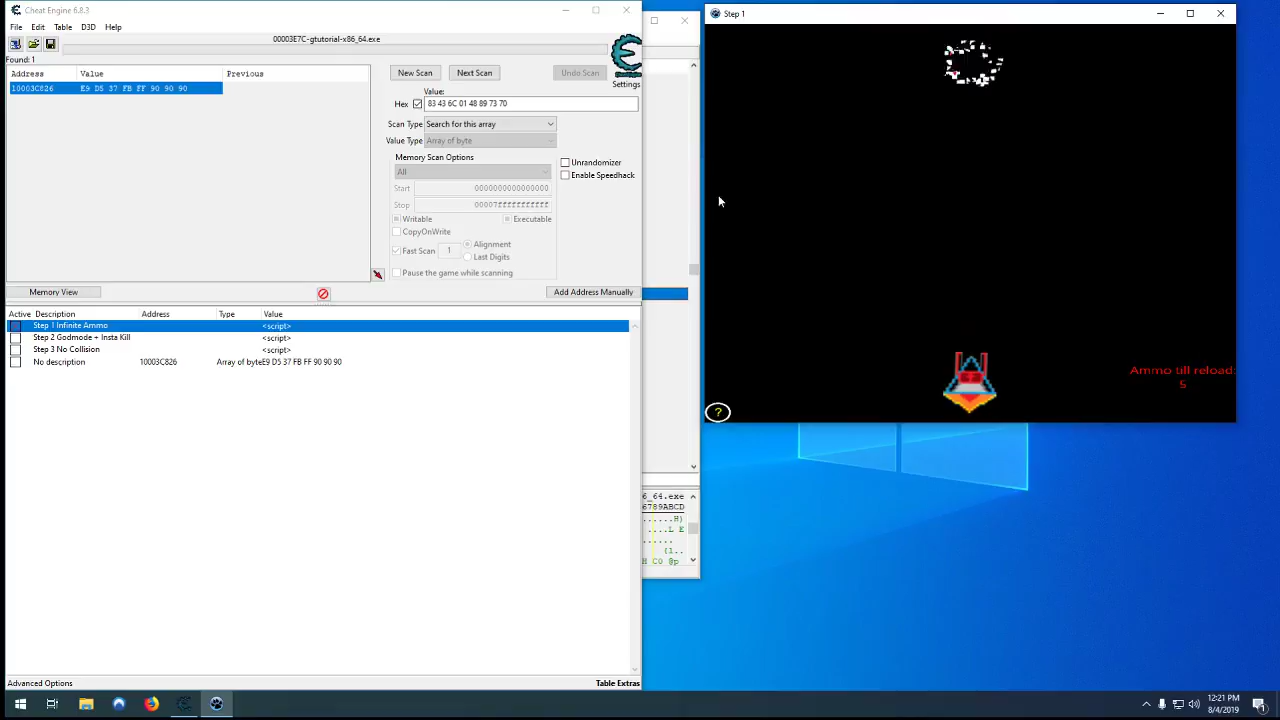 Cheat Engine 6.8.3
File Edit Table D3D Help
00003E7C-gtutorial-x86_64.exe
Found: 1
Address Value Previous
10003C826 E9 D5 37 FB FF 90 90 90
New Scan Next Scan Undo Scan
Settings
Value:
Hex 83 43 6C 01 48 89 73 70
Scan Type Search for this array
Value Type Array of byte
Memory Scan Options
All
Start 0000000000000000
Stop 00007fffffffffff
Writable Executable
CopyOnWrite
Fast Scan 1 Alignment
Last Digits
Pause the game while scanning
Unrandomizer
Enable Speedhack
Memory View Add Address Manually
Active Description Address Type Value
Step 1 Infinite Ammo <script>
Step 2 Godmode + Insta Kill <script>
Step 3 No Collision <script>
No description 10003C826 Array of byte E9 D5 37 FB FF 90 90 90
Advanced Options Table Extras
6_64.exe
6789ABCD
......H)
....L E
......
{l..
H C0 @p
Step 1
Ammo till reload:
5
?
12:21 PM
8/4/2019
1